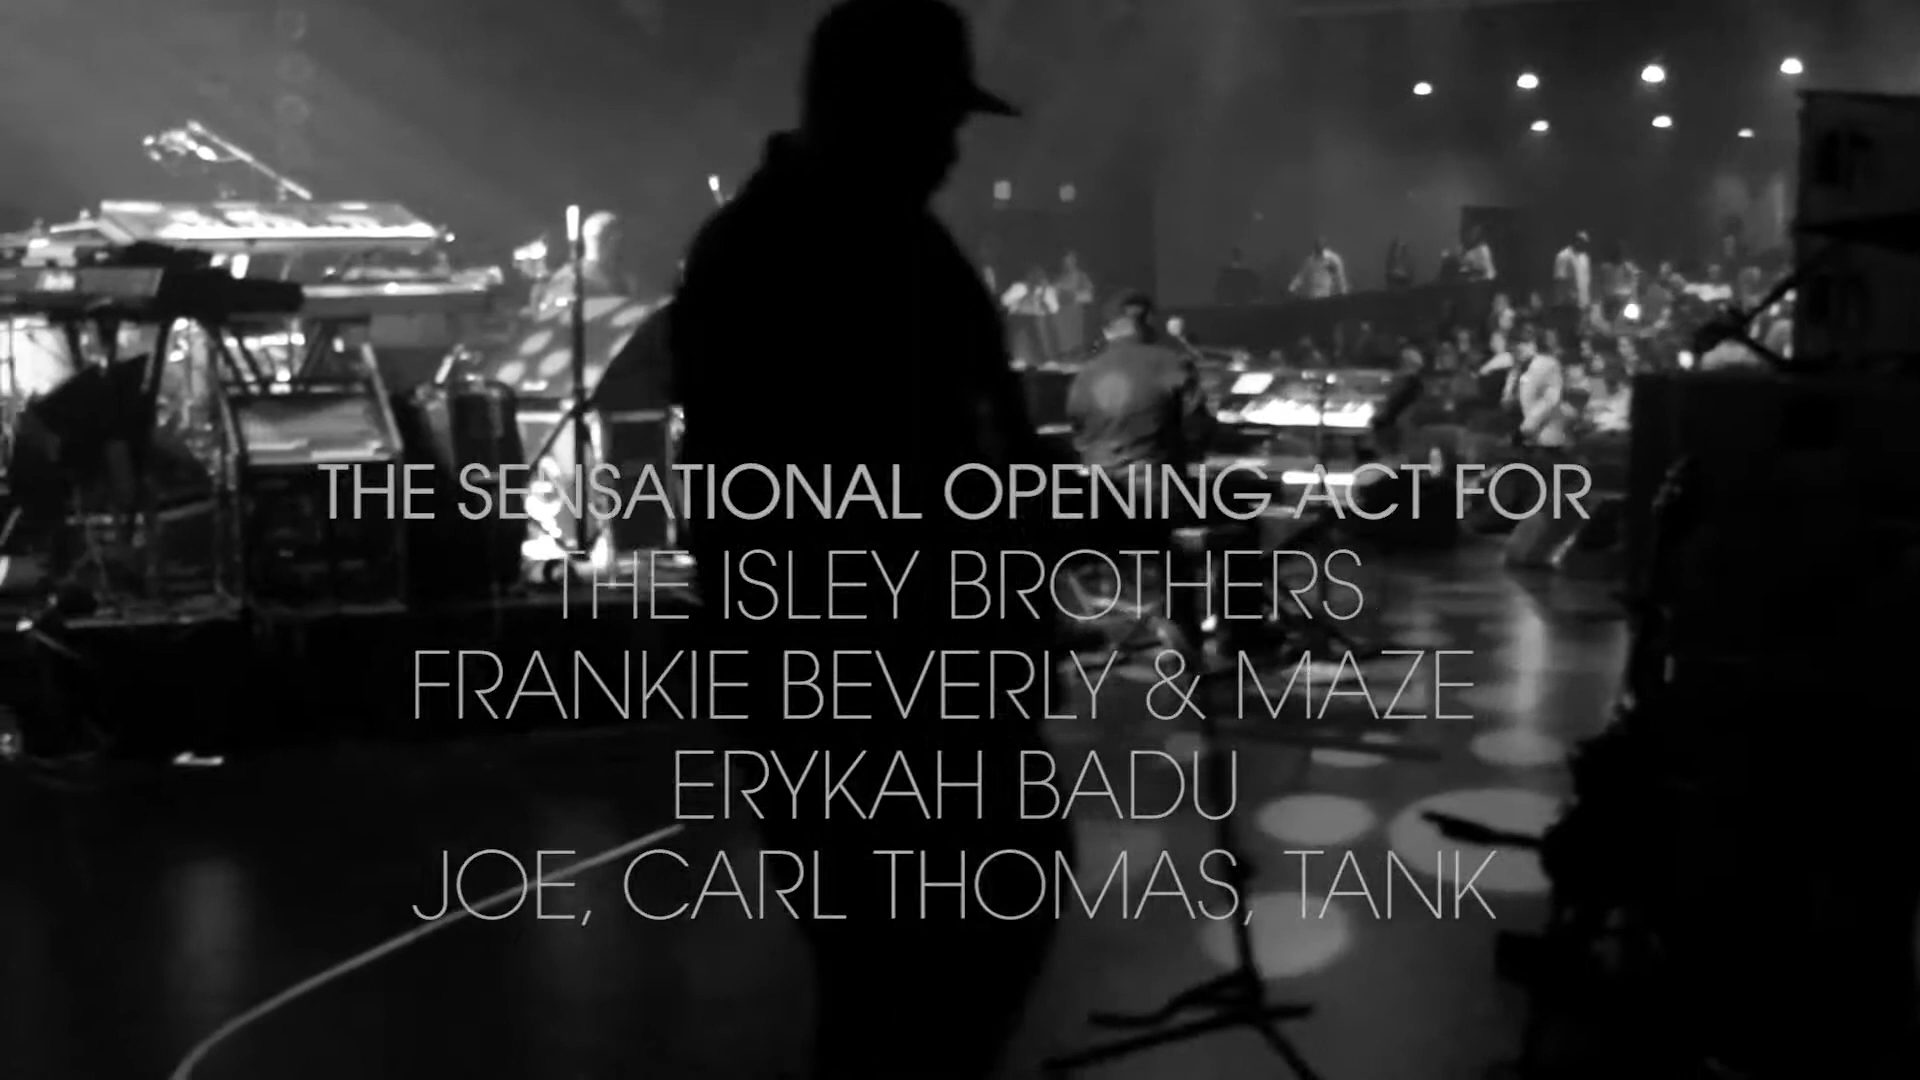 THE SENSATIONAL OPENING ACT FOR
THE ISLEY BROTHERS
FRANKIE BEVERLY & MAZE
ERYKAH BADU
JOE, CARL THOMAS, TANK